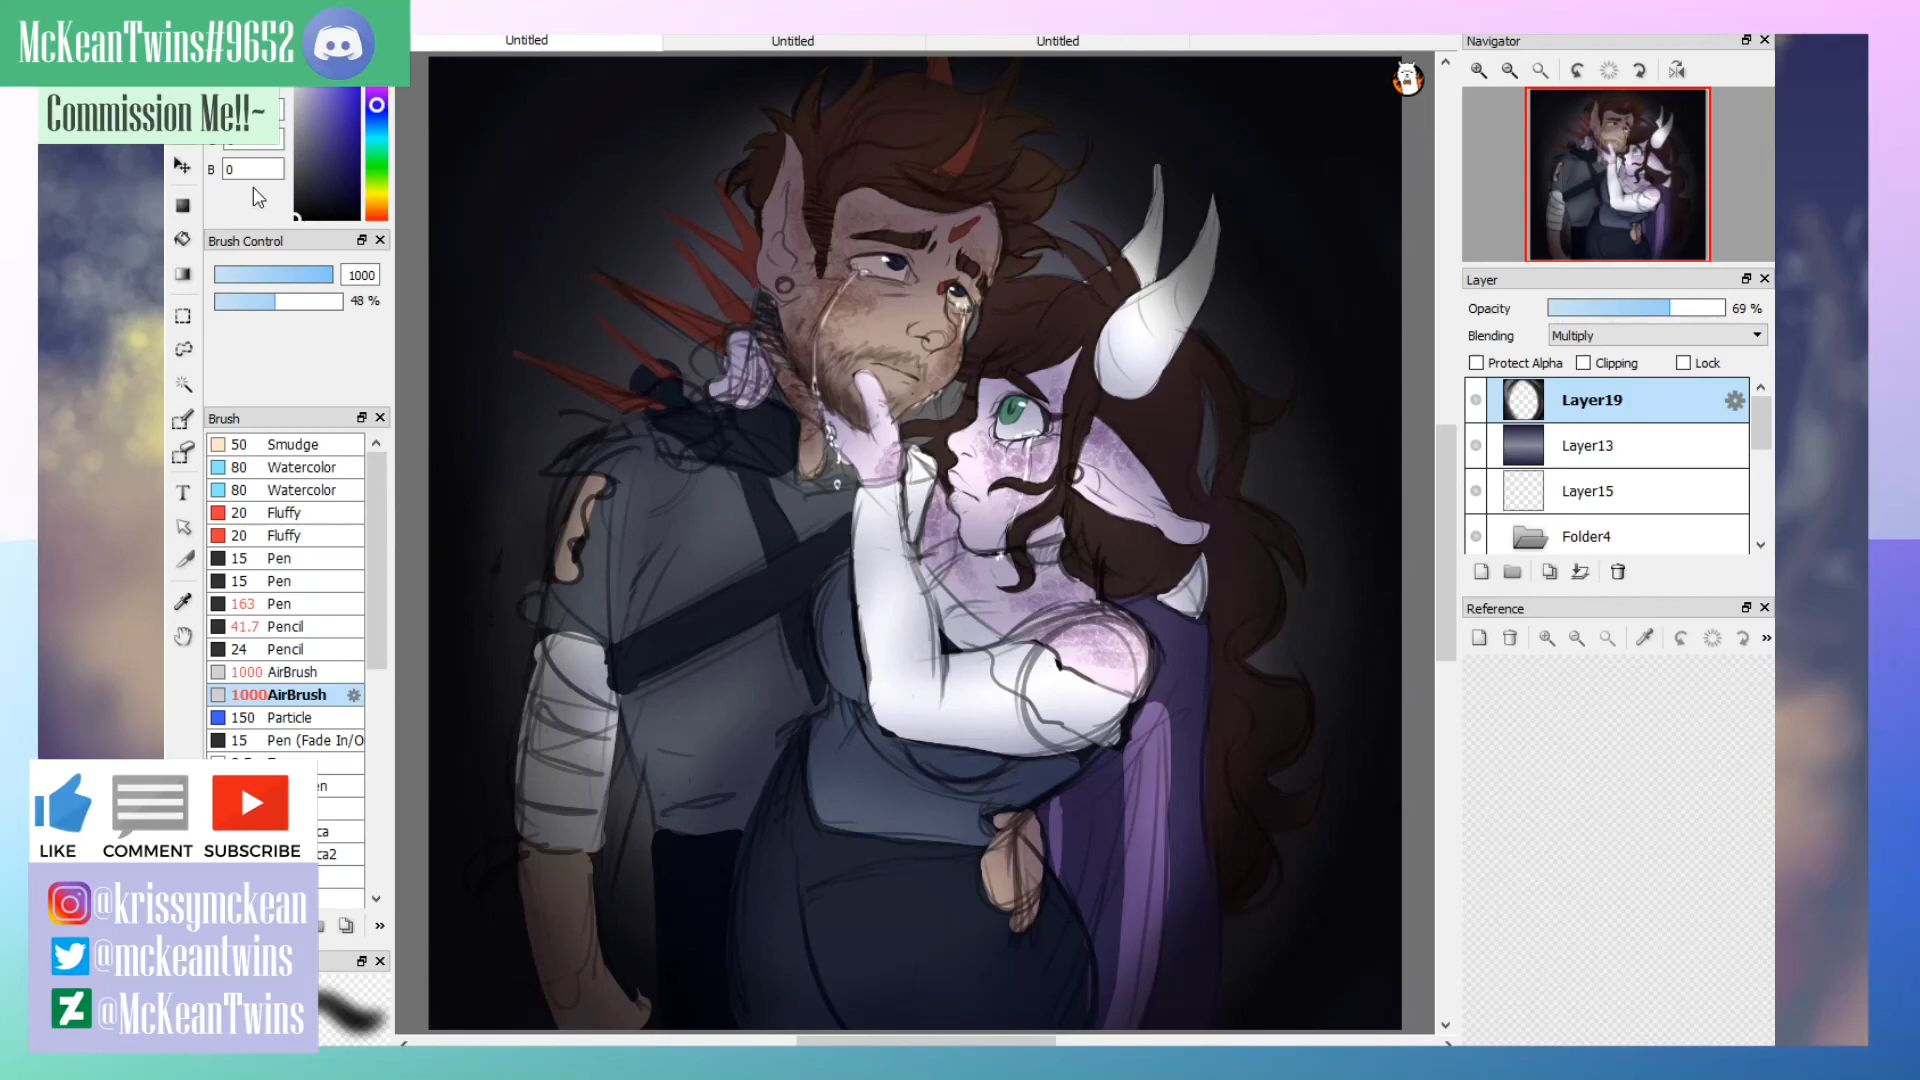 McKeanTwins#9652
Commission Me!!~
B 0
Brush Control
1000
48 %
Brush
50 Smudge
80 Watercolor
80 Watercolor
20 Fluffy
20 Fluffy
15 Pen
15 Pen
163 Pen
41.7 Pencil
24 Pencil
1000 AirBrush
1000 AirBrush
150 Particle
15 Pen (Fade In/O
en
ca
ca2
»
LIKE COMMENT SUBSCRIBE
@krissymckean
@mckeantwins
@McKeanTwins
Untitled Untitled Untitled
Navigator
Layer
Opacity 69 %
Blending Multiply
Protect Alpha Clipping Lock
Layer19
Layer13
Layer15
Folder4
Reference
»